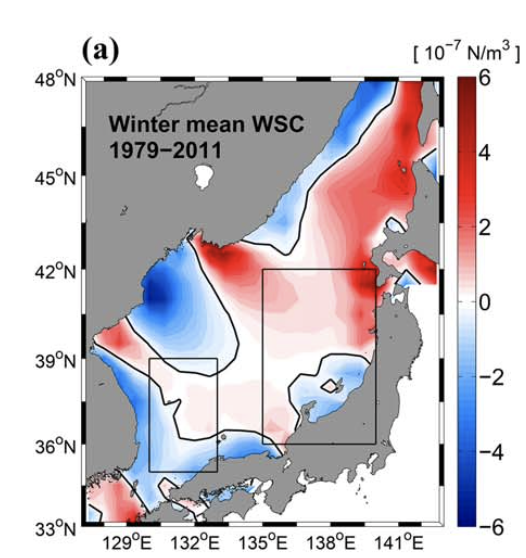 (a)
[ 10⁻⁷ N/m³ ]
Winter mean WSC
1979−2011
48°N
45°N
42°N
39°N
36°N
33°N
129°E 132°E 135°E 138°E 141°E
6
4
2
0
−2
−4
−6